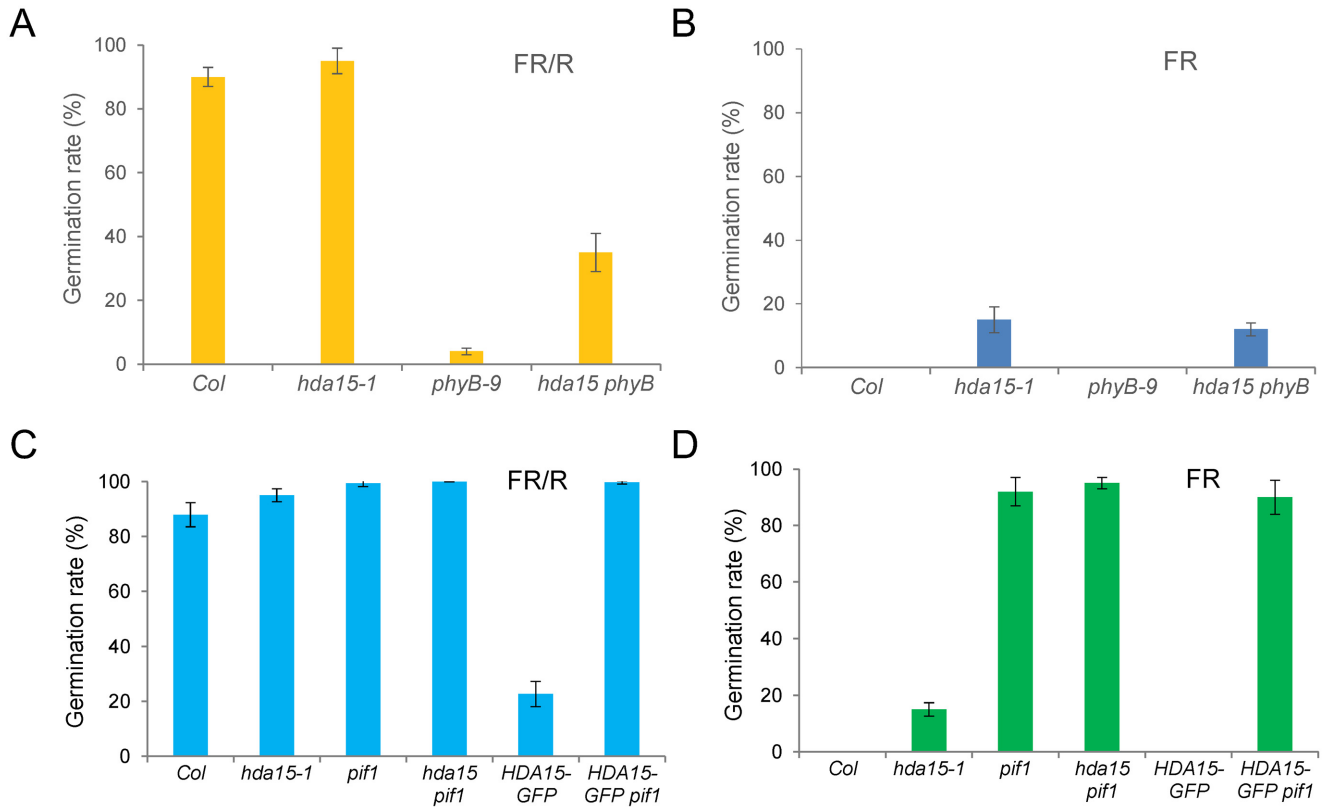 A
FR/R
Germination rate (%)
100
80
60
40
20
0
Col hda15-1 phyB-9 hda15 phyB
B
FR
Germination rate (%)
100
80
60
40
20
0
Col hda15-1 phyB-9 hda15 phyB
C
FR/R
Germination rate (%)
100
80
60
40
20
0
Col hda15-1 pif1 hda15 HDA15- HDA15-
pif1 GFP GFP pif1
D
FR
Germination rate (%)
100
80
60
40
20
0
Col hda15-1 pif1 hda15 HDA15- HDA15-
pif1 GFP GFP pif1